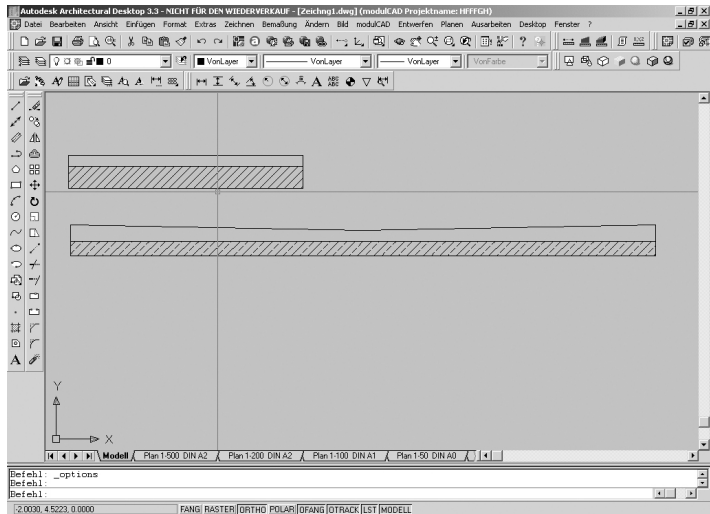 Autodesk Architectural Desktop 3.3 - NICHT FÜR DEN WIEDERVERKAUF - [Zeichng1.dwg] (modulCAD Projektname: HFFFGH)
Datei Bearbeiten Ansicht Einfügen Format Extras Zeichnen Bemaßung Ändern Bild modulCAD Entwerfen Planen Ausarbeiten Desktop Fenster ?
0 VonLayer VonLayer VonLayer VonFarbe
Y
X
Modell Plan 1-500 DIN A2 Plan 1-200 DIN A2 Plan 1-100 DIN A1 Plan 1-50 DIN A0
Befehl: _options
Befehl:
Befehl:
-2.0030, 4.5223, 0.0000 FANG RASTER ORTHO POLAR OFANG OTRACK LST MODELL